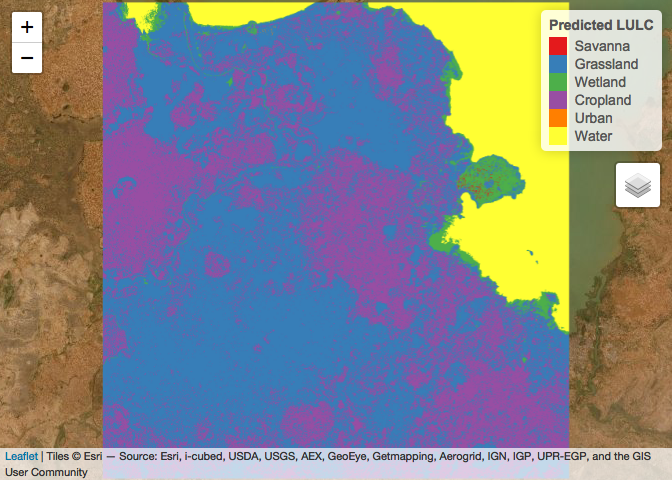 +
−
Predicted LULC
Savanna
Grassland
Wetland
Cropland
Urban
Water
Leaflet | Tiles © Esri — Source: Esri, i-cubed, USDA, USGS, AEX, GeoEye, Getmapping, Aerogrid, IGN, IGP, UPR-EGP, and the GIS
User Community